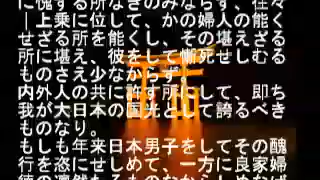 に愧する所なきのみならず、往々
｜上乗に位して、かの婦人の能く
せざる所を能くし、その堪えざる
所に堪え、彼をして慚死せしむる
ものさえ少なからず
内外人の共に許す所にして、即ち
我が大日本の国光として誇るべき
ものなり。
もしも年来日本男子をしてその醜
行を恣にせしめて、一方に良家婦